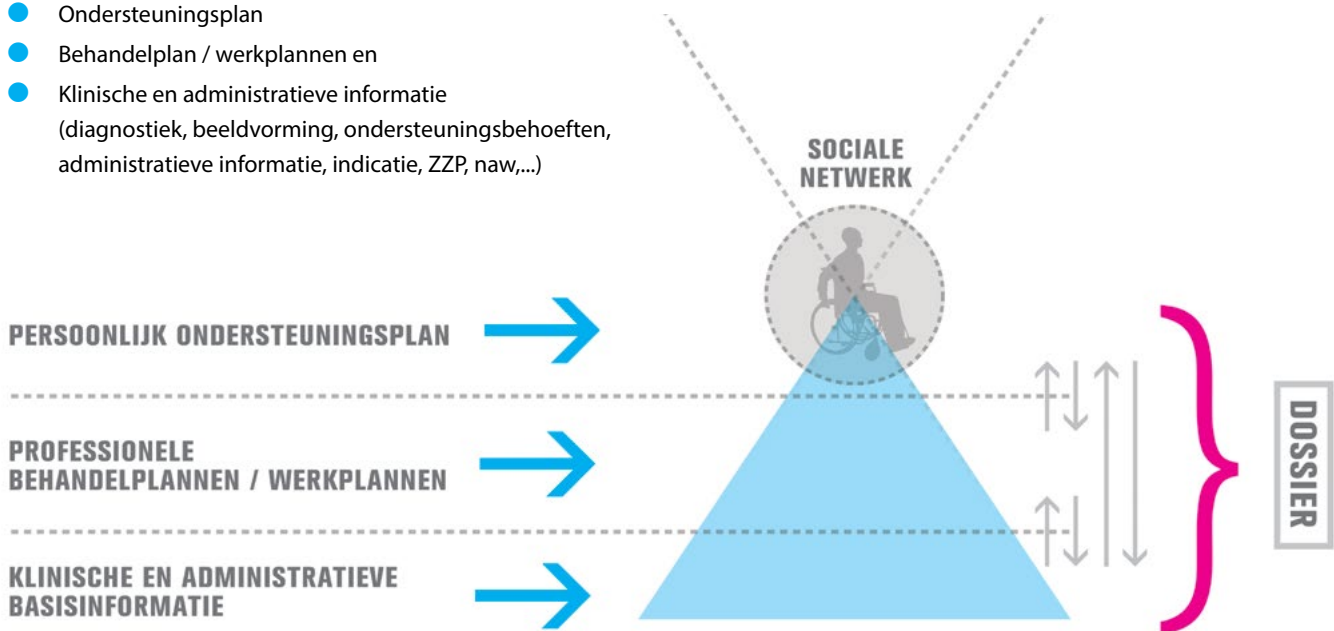 Ondersteuningsplan
Behandelplan / werkplannen en
Klinische en administratieve informatie
(diagnostiek, beeldvorming, ondersteuningsbehoeften,
administratieve informatie, indicatie, ZZP, naw,...)
SOCIALE
NETWERK
PERSOONLIJK ONDERSTEUNINGSPLAN
PROFESSIONELE
BEHANDELPLANNEN / WERKPLANNEN
KLINISCHE EN ADMINISTRATIEVE
BASISINFORMATIE
DOSSIER